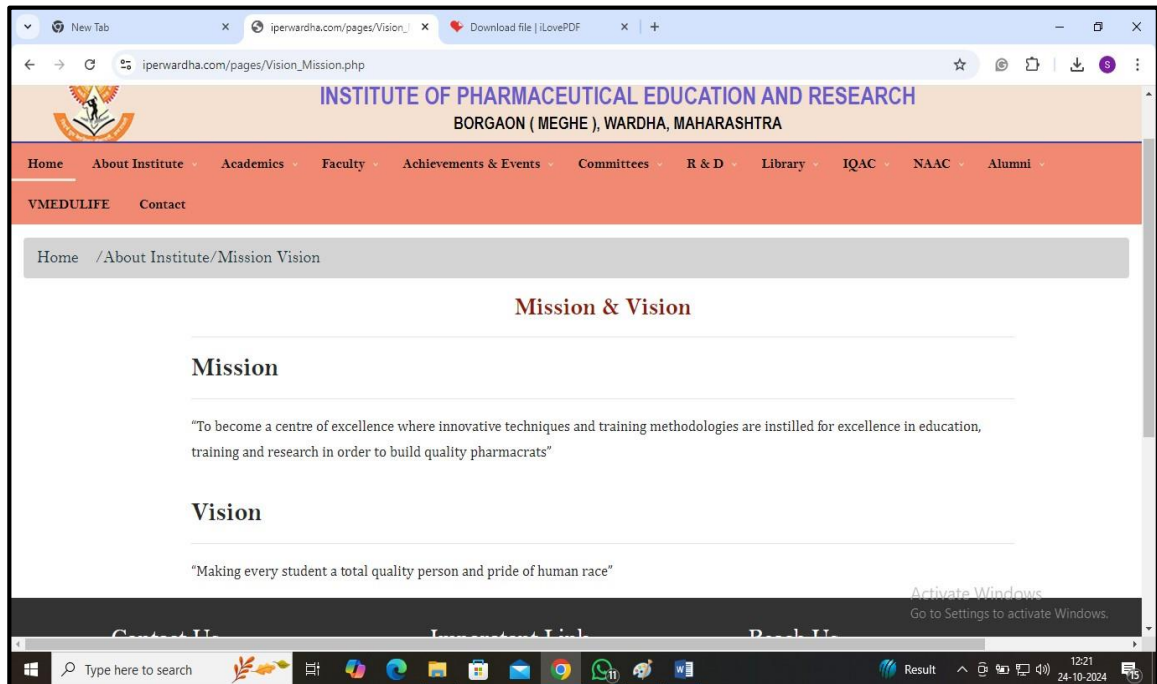 New Tab
iperwardha.com/pages/Vision_
Download file | iLovePDF
iperwardha.com/pages/Vision_Mission.php
S
INSTITUTE OF PHARMACEUTICAL EDUCATION AND RESEARCH
BORGAON ( MEGHE ), WARDHA, MAHARASHTRA
Home About Institute Academics Faculty Achievements & Events Committees R & D Library IQAC NAAC Alumni
VMEDULIFE Contact
Home /About Institute/Mission Vision
Mission & Vision
Mission
“To become a centre of excellence where innovative techniques and training methodologies are instilled for excellence in education,
training and research in order to build quality pharmacrats”
Vision
“Making every student a total quality person and pride of human race”
Activate Windows
Go to Settings to activate Windows.
Type here to search
11
Result
12:21
24-10-2024
15